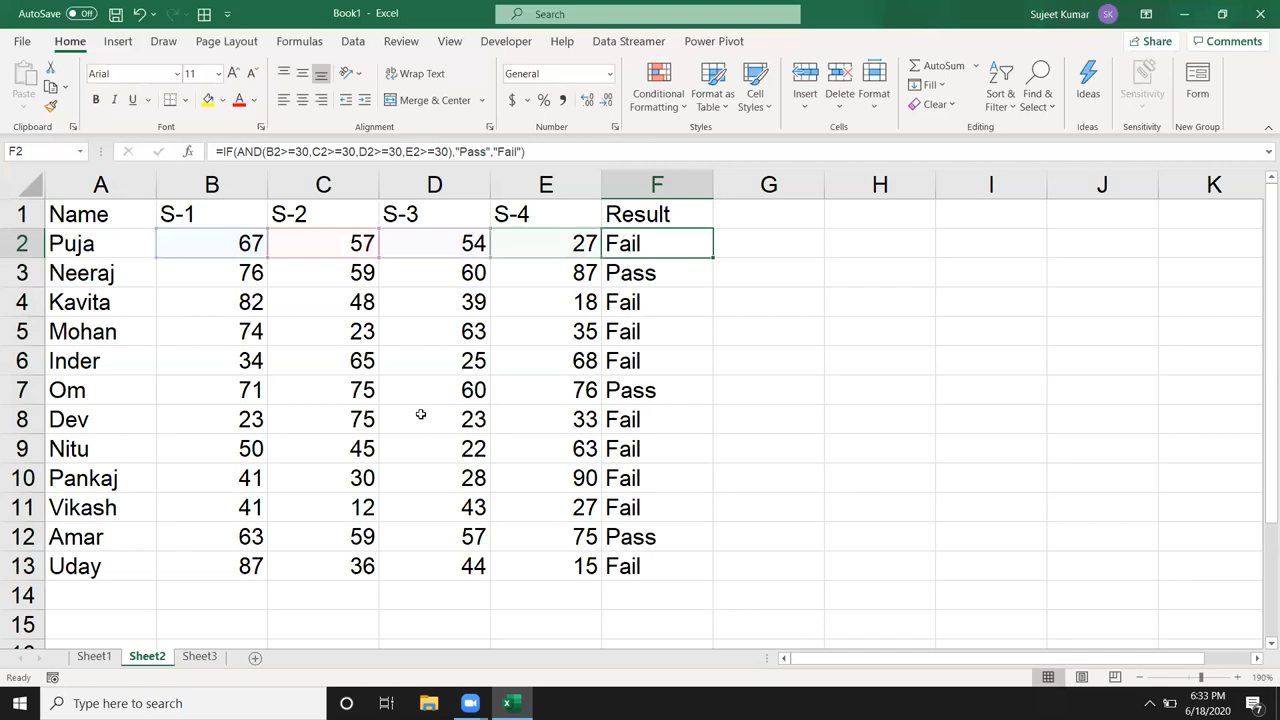 AutoSave Off Book1 - Excel Search Sujeet Kumar SK
File Home Insert Draw Page Layout Formulas Data Review View Developer Help Data Streamer Power Pivot Share Comments
Paste Arial 11 Wrap Text General Conditional Formatting Format as Table Cell Styles Insert Delete Format AutoSum Sort & Filter Find & Select Ideas Sensitivity Form
B I U A Merge & Center $ % Fill Clear
Clipboard Font Alignment Number Styles Cells Editing Ideas Sensitivity New Group
F2 fx =IF(AND(B2>=30,C2>=30,D2>=30,E2>=30),"Pass","Fail")
A B C D E F G H I J K
1 Name S-1 S-2 S-3 S-4 Result
2 Puja 67 57 54 27 Fail
3 Neeraj 76 59 60 87 Pass
4 Kavita 82 48 39 18 Fail
5 Mohan 74 23 63 35 Fail
6 Inder 34 65 25 68 Fail
7 Om 71 75 60 76 Pass
8 Dev 23 75 23 33 Fail
9 Nitu 50 45 22 63 Fail
10 Pankaj 41 30 28 90 Fail
11 Vikash 41 12 43 27 Fail
12 Amar 63 59 57 75 Pass
13 Uday 87 36 44 15 Fail
14
15
Sheet1 Sheet2 Sheet3
Ready 190%
Type here to search 6:33 PM
6/18/2020 7